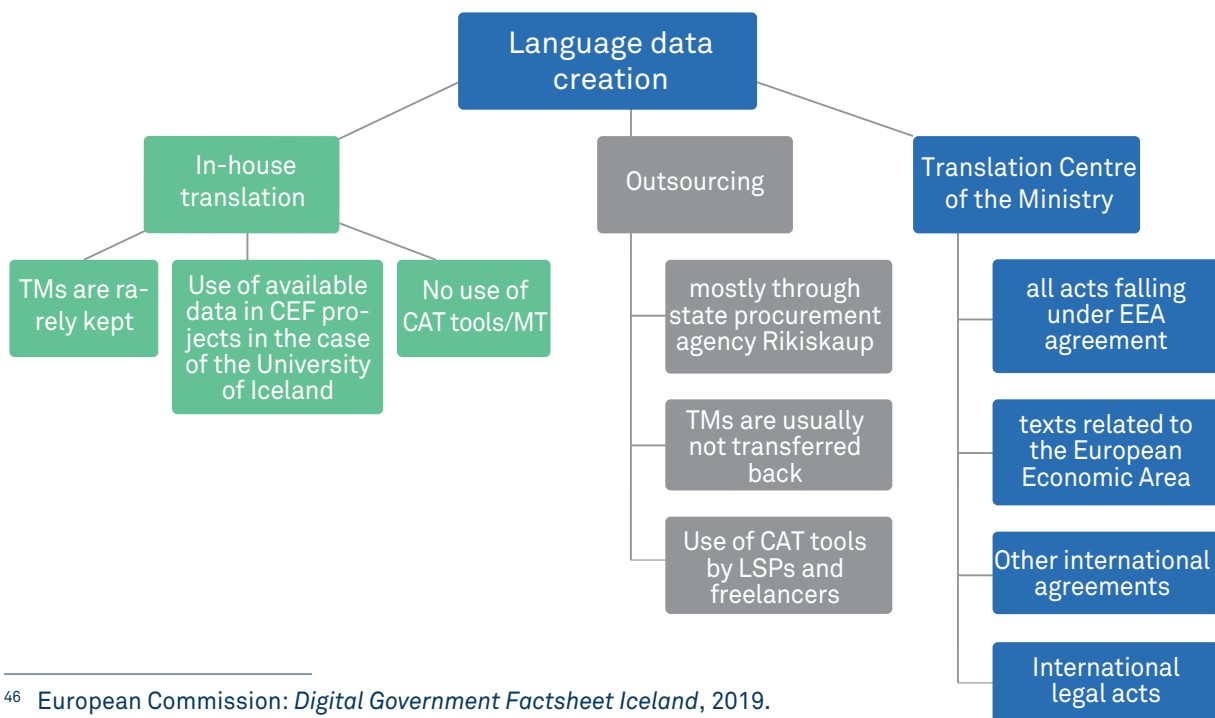 Language data
creation
In-house
translation
Outsourcing
Translation Centre
of the Ministry
TMs are ra-
rely kept
Use of available
data in CEF pro-
jects in the case
of the University
of Iceland
No use of
CAT tools/MT
mostly through
state procurement
agency Rikiskaup
TMs are usually
not transferred
back
Use of CAT tools
by LSPs and
freelancers
all acts falling
under EEA
agreement
texts related to
the European
Economic Area
Other international
agreements
International
legal acts
46 European Commission: Digital Government Factsheet Iceland, 2019.